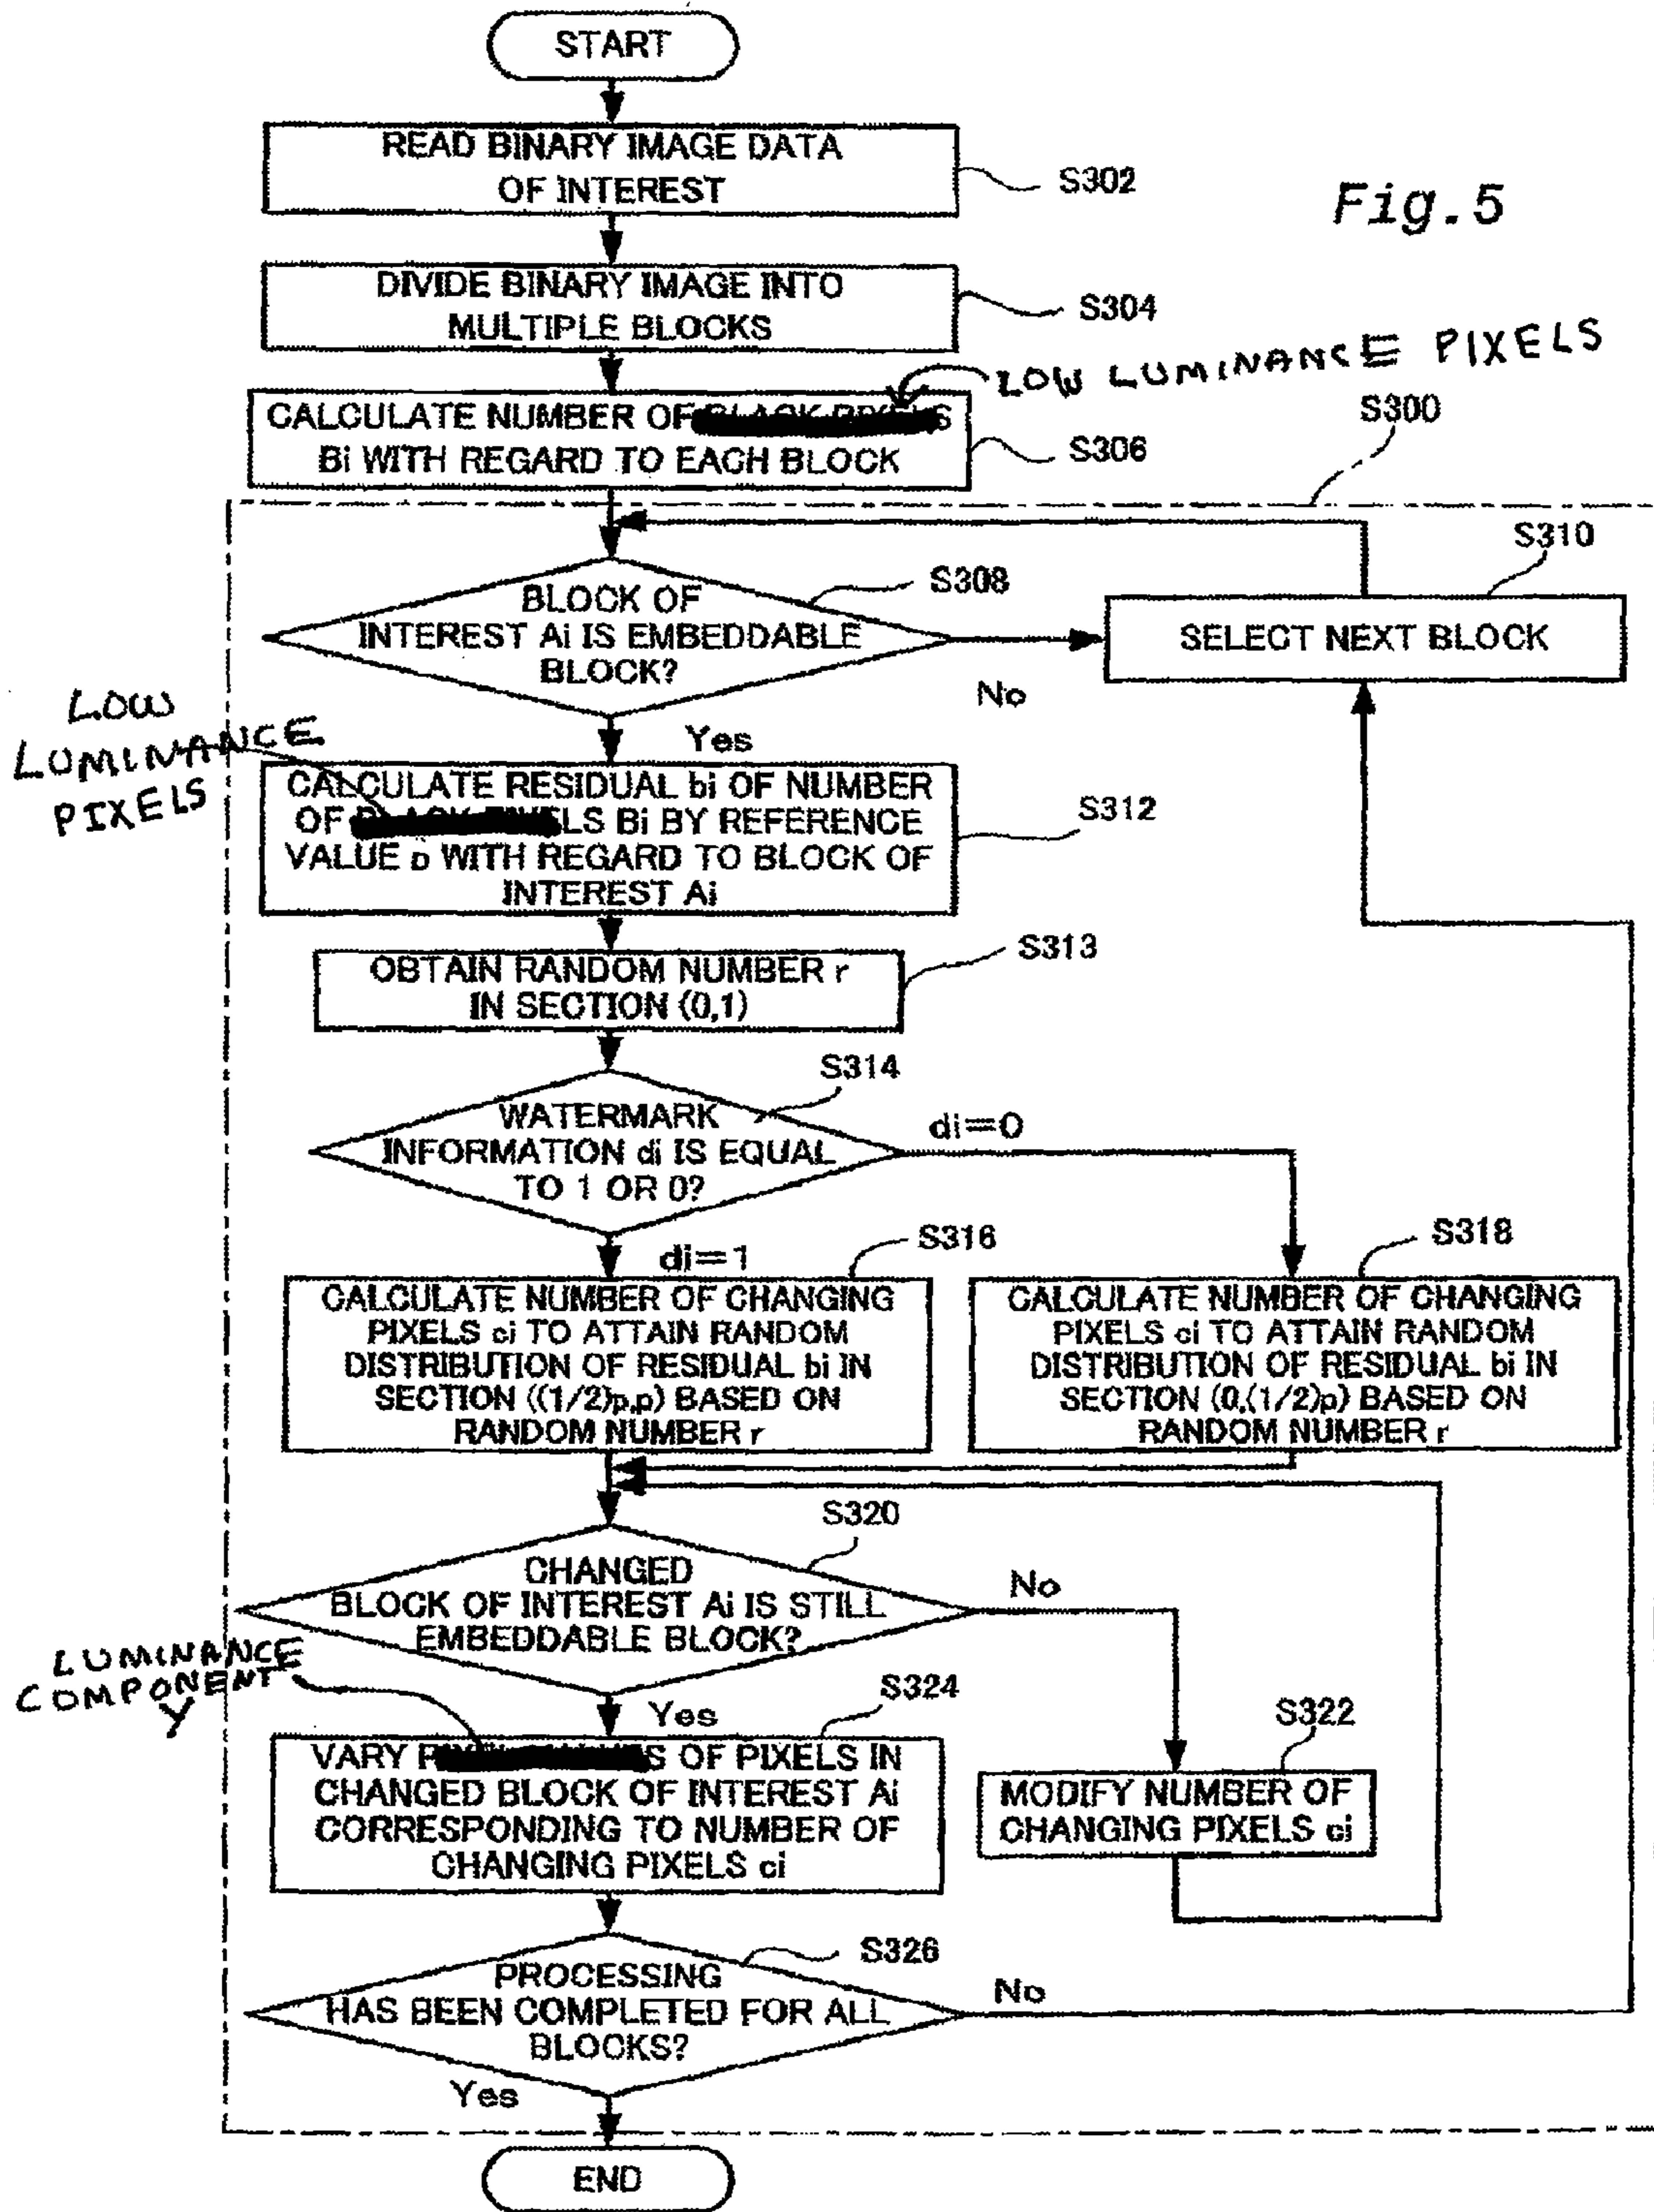 START
READ BINARY IMAGE DATA
OF INTEREST
S302
Fig. 5
DIVIDE BINARY IMAGE INTO
MULTIPLE BLOCKS
S304
LOW LUMINANCE PIXELS
CALCULATE NUMBER OF
Bi WITH REGARD TO EACH BLOCK
S306
S300
S310
SELECT NEXT BLOCK
S308
BLOCK OF
INTEREST Ai IS EMBEDDABLE
BLOCK?
No
Yes
LOW
LUMINANCE
PIXELS
CALCULATE RESIDUAL bi OF NUMBER
OF Bi BY REFERENCE
VALUE p WITH REGARD TO BLOCK OF
INTEREST Ai
S312
OBTAIN RANDOM NUMBER r
IN SECTION (0,1)
S313
S314
WATERMARK
INFORMATION di IS EQUAL
TO 1 OR 0?
di=0
di=1
S316
CALCULATE NUMBER OF CHANGING
PIXELS ci TO ATTAIN RANDOM
DISTRIBUTION OF RESIDUAL bi IN
SECTION ((1/2)p,p) BASED ON
RANDOM NUMBER r
S318
CALCULATE NUMBER OF CHANGING
PIXELS ci TO ATTAIN RANDOM
DISTRIBUTION OF RESIDUAL bi IN
SECTION (0,(1/2)p) BASED ON
RANDOM NUMBER r
S320
CHANGED
BLOCK OF INTEREST Ai IS STILL
EMBEDDABLE BLOCK?
No
Yes
LUMINANCE
COMPONENT
Y
S324
VARY OF PIXELS IN
CHANGED BLOCK OF INTEREST Ai
CORRESPONDING TO NUMBER OF
CHANGING PIXELS ci
S322
MODIFY NUMBER OF
CHANGING PIXELS ci
S326
PROCESSING
HAS BEEN COMPLETED FOR ALL
BLOCKS?
No
Yes
END